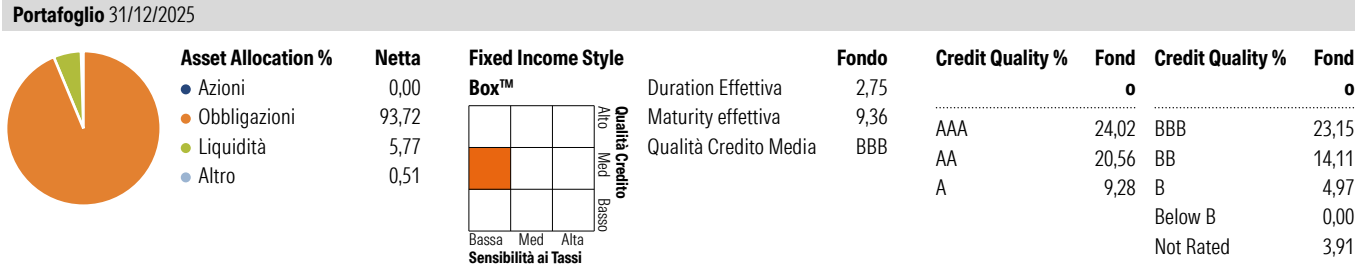 Portafoglio 31/12/2025
Asset Allocation % Netta
Azioni 0,00
Obbligazioni 93,72
Liquidità 5,77
Altro 0,51
Fixed Income Style
Box™
Alto Med Basso
Qualità Credito
Bassa Med Alta
Sensibilità ai Tassi
Fondo
Duration Effettiva 2,75
Maturity effettiva 9,36
Qualità Credito Media BBB
Credit Quality % Fond
o
AAA 24,02
AA 20,56
A 9,28
Credit Quality % Fond
o
BBB 23,15
BB 14,11
B 4,97
Below B 0,00
Not Rated 3,91